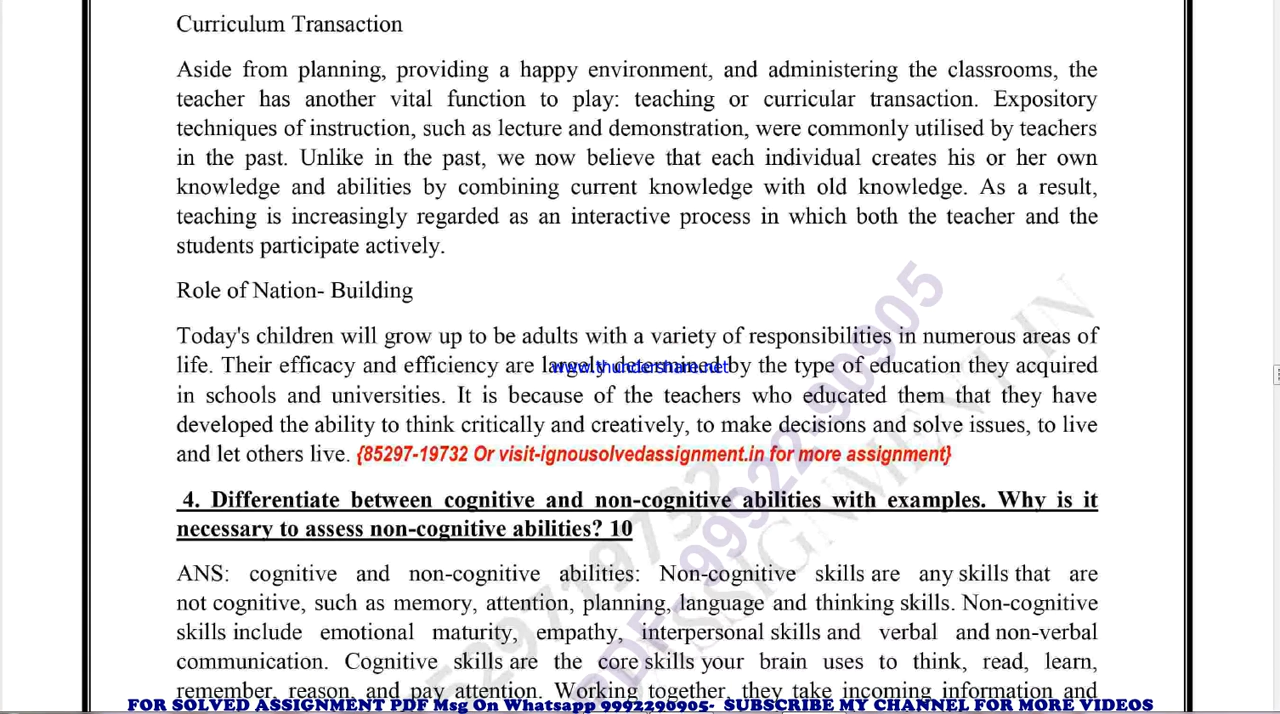 Curriculum Transaction
Aside from planning, providing a happy environment, and administering the classrooms, the
teacher has another vital function to play: teaching or curricular transaction. Expository
techniques of instruction, such as lecture and demonstration, were commonly utilised by teachers
in the past. Unlike in the past, we now believe that each individual creates his or her own
knowledge and abilities by combining current knowledge with old knowledge. As a result,
teaching is increasingly regarded as an interactive process in which both the teacher and the
students participate actively.
Role of Nation- Building
Today's children will grow up to be adults with a variety of responsibilities in numerous areas of
life. Their efficacy and efficiency are largely determined by the type of education they acquired
www.thundershare.net
in schools and universities. It is because of the teachers who educated them that they have
developed the ability to think critically and creatively, to make decisions and solve issues, to live
and let others live. {85297-19732 Or visit-ignousolvedassignment.in for more assignment}
4. Differentiate between cognitive and non-cognitive abilities with examples. Why is it
necessary to assess non-cognitive abilities? 10
ANS: cognitive and non-cognitive abilities: Non-cognitive skills are any skills that are
not cognitive, such as memory, attention, planning, language and thinking skills. Non-cognitive
skills include emotional maturity, empathy, interpersonal skills and verbal and non-verbal
communication. Cognitive skills are the core skills your brain uses to think, read, learn,
remember, reason, and pay attention. Working together, they take incoming information and
FOR SOLVED ASSIGNMENT PDF Msg On Whatsapp 9992290905- SUBSCRIBE MY CHANNEL FOR MORE VIDEOS
PDF- 99922-90905
529719732
SSIGNMENT IN